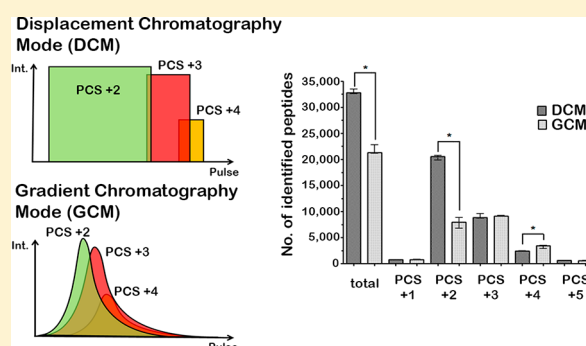 Displacement Chromatography
Mode (DCM)
Int.
PCS +2
PCS +3
PCS +4
Pulse
Gradient Chromatography
Mode (GCM)
Int.
PCS +2
PCS +3
PCS +4
Pulse
No. of identified peptides
35,000
30,000
25,000
20,000
15,000
10,000
5,000
0
*
*
*
DCM
GCM
total
PCS +1
PCS +2
PCS +3
PCS +4
PCS +5